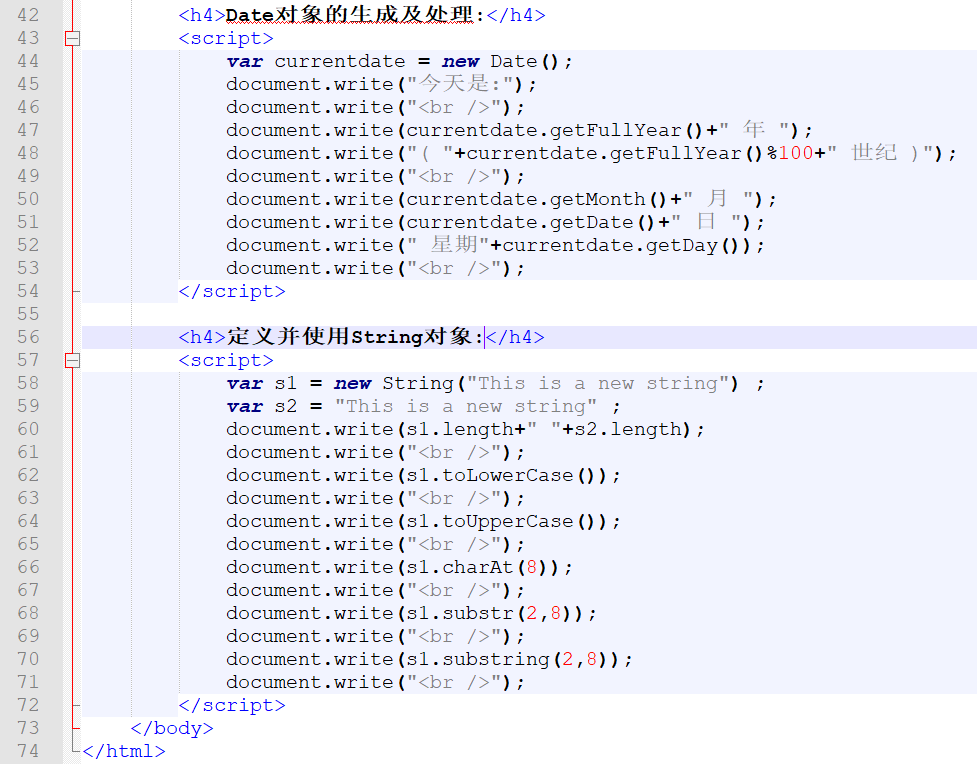 42 <h4>Date对象的生成及处理:</h4>
43 <script>
44 var currentdate = new Date();
45 document.write("今天是:");
46 document.write("<br />");
47 document.write(currentdate.getFullYear()+" 年 ");
48 document.write("( "+currentdate.getFullYear()%100+" 世纪 )");
49 document.write("<br />");
50 document.write(currentdate.getMonth()+" 月 ");
51 document.write(currentdate.getDate()+" 日 ");
52 document.write(" 星期"+currentdate.getDay());
53 document.write("<br />");
54 </script>
55
56 <h4>定义并使用String对象:</h4>
57 <script>
58 var s1 = new String("This is a new string") ;
59 var s2 = "This is a new string" ;
60 document.write(s1.length+" "+s2.length);
61 document.write("<br />");
62 document.write(s1.toLowerCase());
63 document.write("<br />");
64 document.write(s1.toUpperCase());
65 document.write("<br />");
66 document.write(s1.charAt(8));
67 document.write("<br />");
68 document.write(s1.substr(2,8));
69 document.write("<br />");
70 document.write(s1.substring(2,8));
71 document.write("<br />");
72 </script>
73 </body>
74 </html>